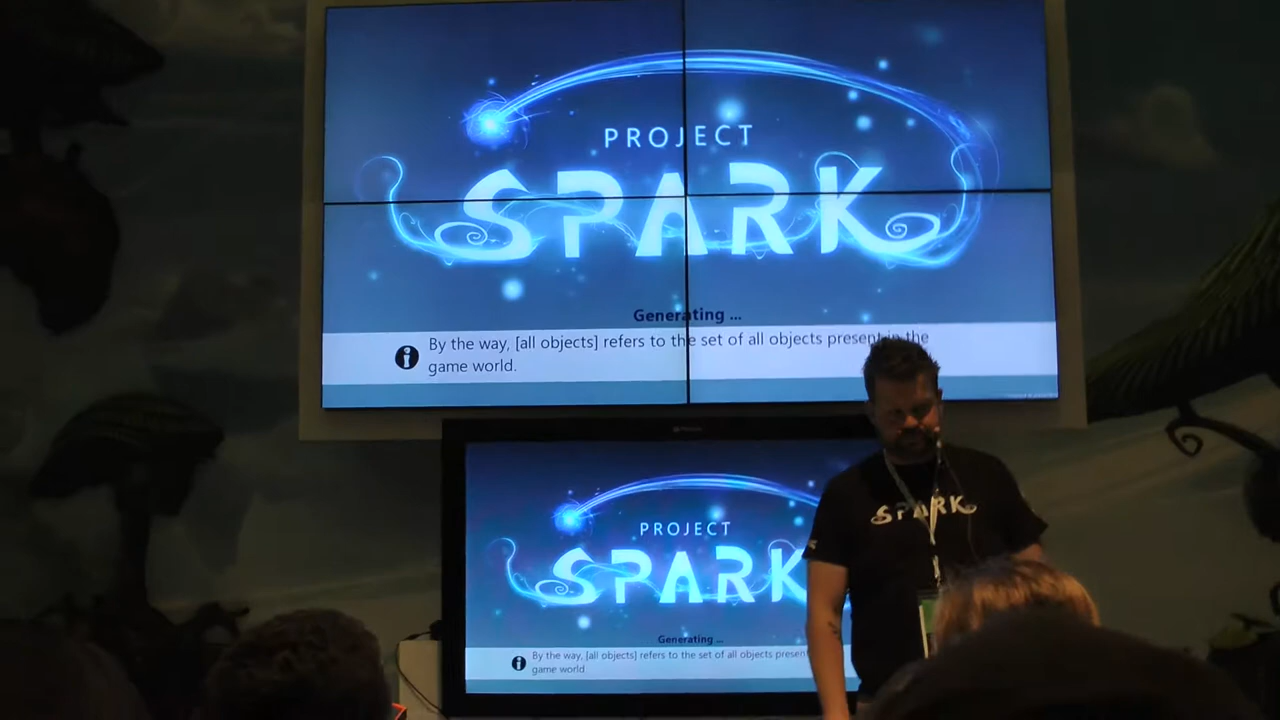 PROJECT
SPARK
Generating ...
By the way, [all objects] refers to the set of all objects present in the
game world.
PROJECT
SPARK
Generating ...
By the way, [all objects] refers to the set of all objects presen
game world.
SPARK